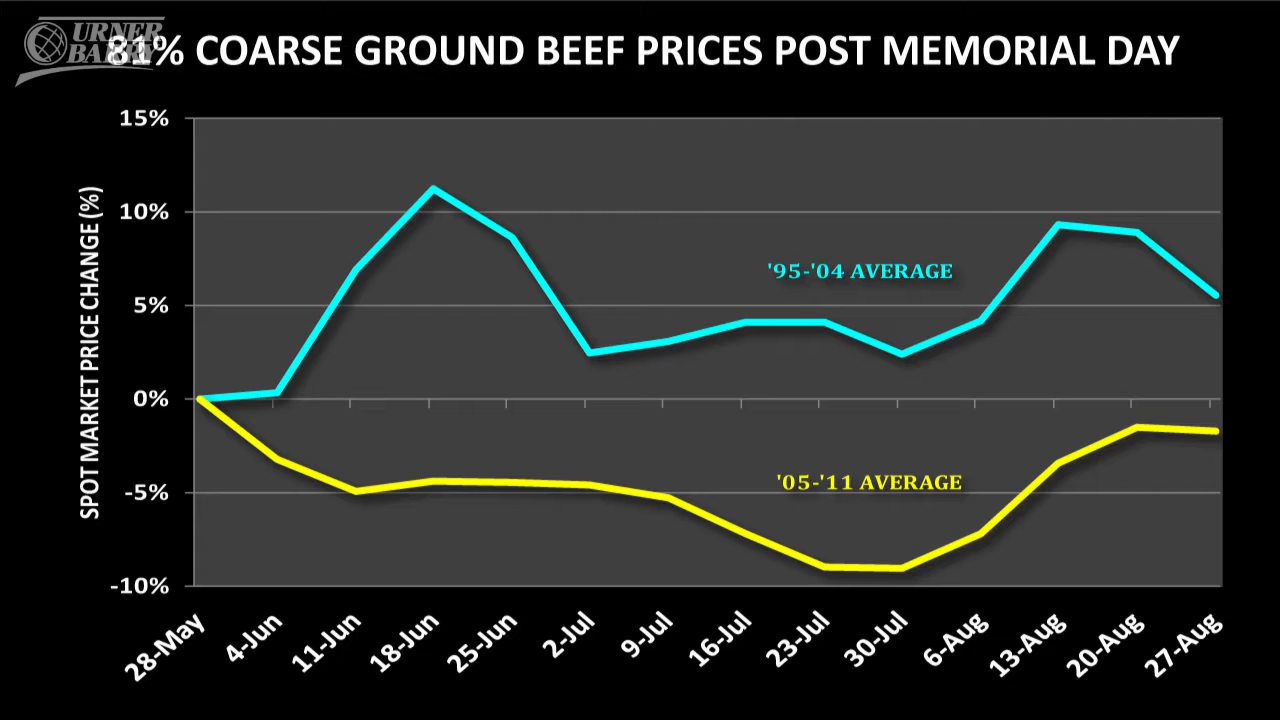 URNER
BARRY
81% COARSE GROUND BEEF PRICES POST MEMORIAL DAY
15%
10%
5%
0%
-5%
-10%
SPOT MARKET PRICE CHANGE (%)
'95-'04 AVERAGE
'05-'11 AVERAGE
28-May
4-Jun
11-Jun
18-Jun
25-Jun
2-Jul
9-Jul
16-Jul
23-Jul
30-Jul
6-Aug
13-Aug
20-Aug
27-Aug